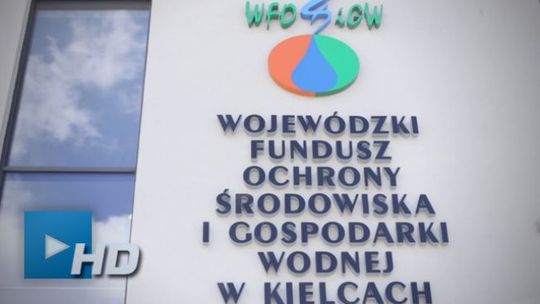 WFOŚiGW
WOJEWÓDZKI
FUNDUSZ
OCHRONY
ŚRODOWISKA
I GOSPODARKI
WODNEJ
W KIELCACH
HD